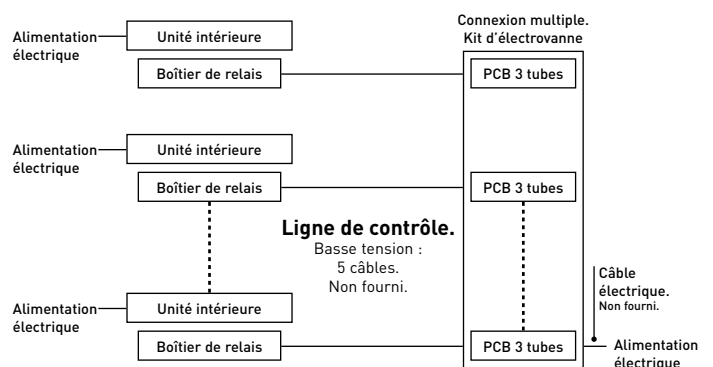 Connexion multiple.
Kit d'électrovanne
Alimentation
électrique
Unité intérieure
Boîtier de relais
PCB 3 tubes
Alimentation
électrique
Unité intérieure
Boîtier de relais
PCB 3 tubes
Ligne de contrôle.
Basse tension :
5 câbles.
Non fourni.
Câble
électrique.
Non fourni.
Alimentation
électrique
Unité intérieure
Boîtier de relais
PCB 3 tubes
Alimentation
électrique